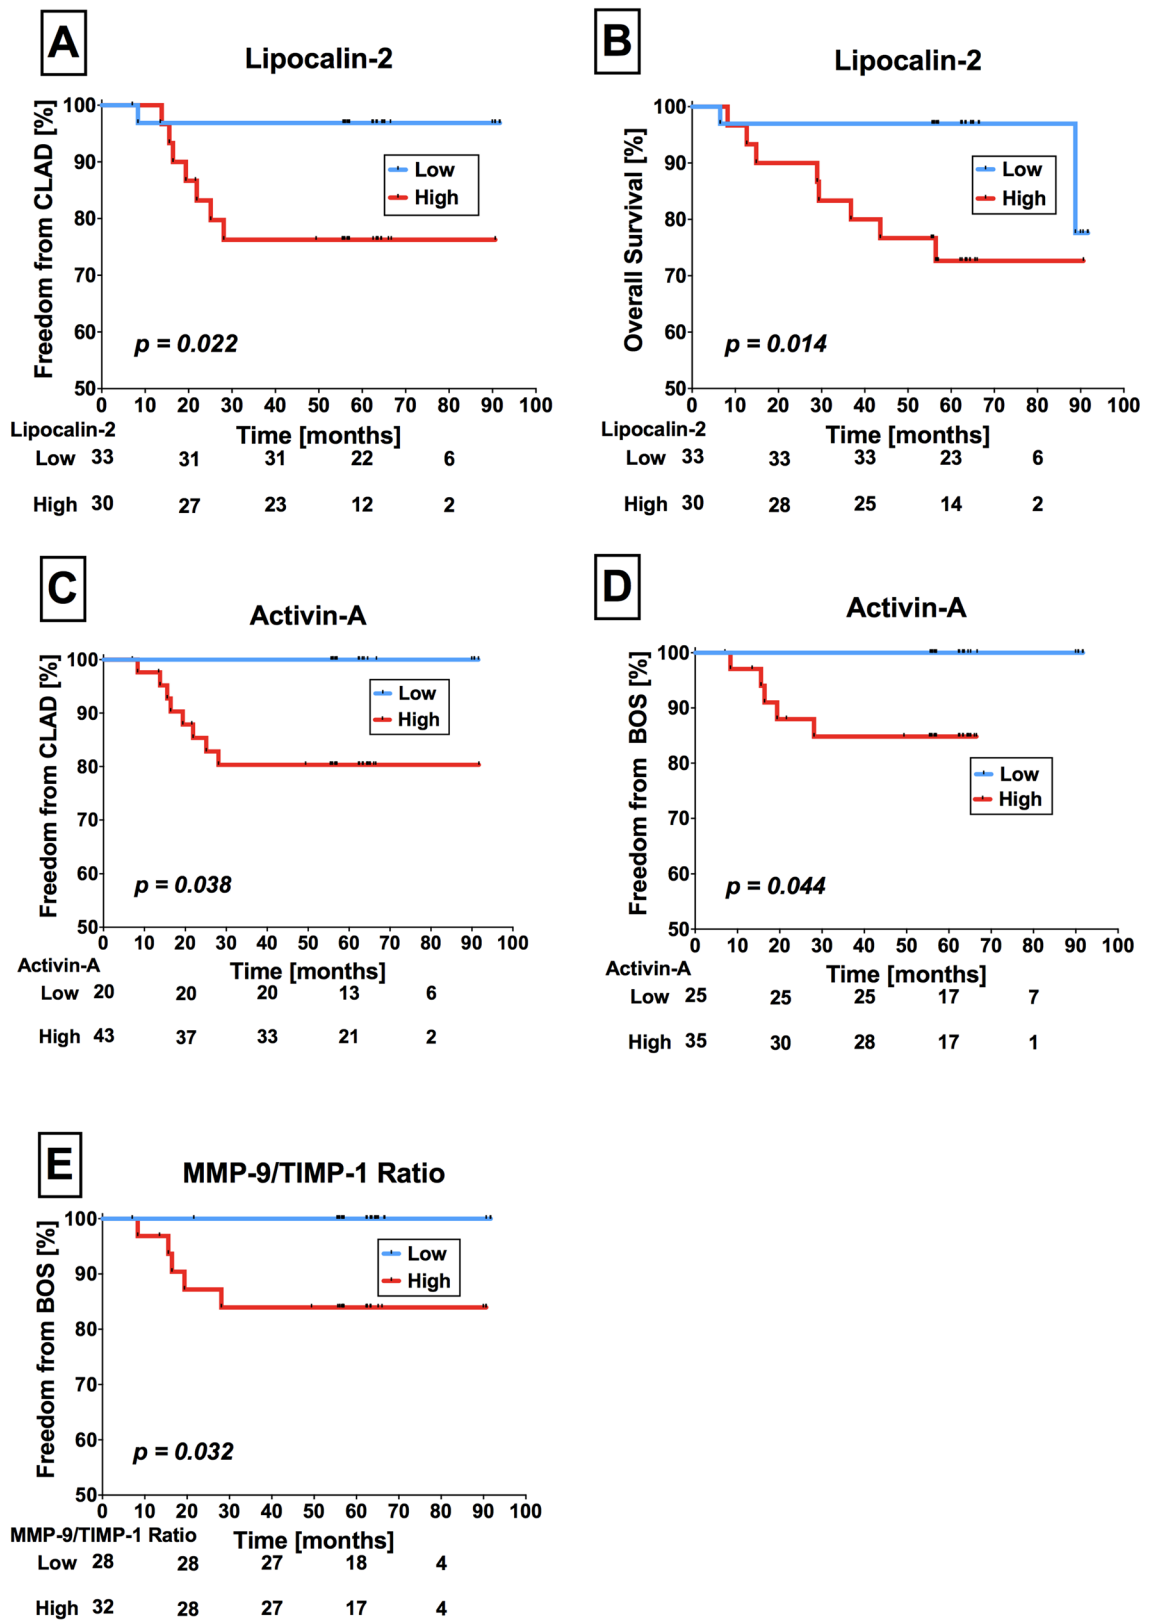 A
Lipocalin-2
Freedom from CLAD [%]
100
90
80
70
60
50
Low
High
p = 0.022
0 10 20 30 40 50 60 70 80 90 100
Time [months]
Lipocalin-2
Low 33 31 31 22 6
High 30 27 23 12 2
B
Lipocalin-2
Overall Survival [%]
100
90
80
70
60
50
Low
High
p = 0.014
0 10 20 30 40 50 60 70 80 90 100
Time [months]
Lipocalin-2
Low 33 33 33 23 6
High 30 28 25 14 2
C
Activin-A
Freedom from CLAD [%]
100
90
80
70
60
50
Low
High
p = 0.038
0 10 20 30 40 50 60 70 80 90 100
Time [months]
Activin-A
Low 20 20 20 13 6
High 43 37 33 21 2
D
Activin-A
Freedom from BOS [%]
100
90
80
70
60
50
Low
High
p = 0.044
0 10 20 30 40 50 60 70 80 90 100
Time [months]
Activin-A
Low 25 25 25 17 7
High 35 30 28 17 1
E
MMP-9/TIMP-1 Ratio
Freedom from BOS [%]
100
90
80
70
60
50
Low
High
p = 0.032
0 10 20 30 40 50 60 70 80 90 100
Time [months]
MMP-9/TIMP-1 Ratio
Low 28 28 27 18 4
High 32 28 27 17 4